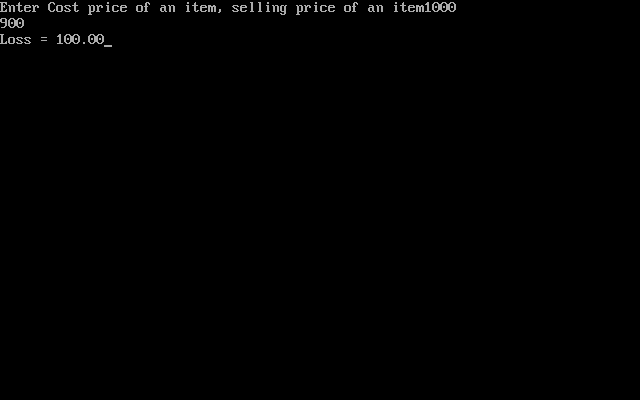 Enter Cost price of an item, selling price of an item1000
900
Loss = 100.00_